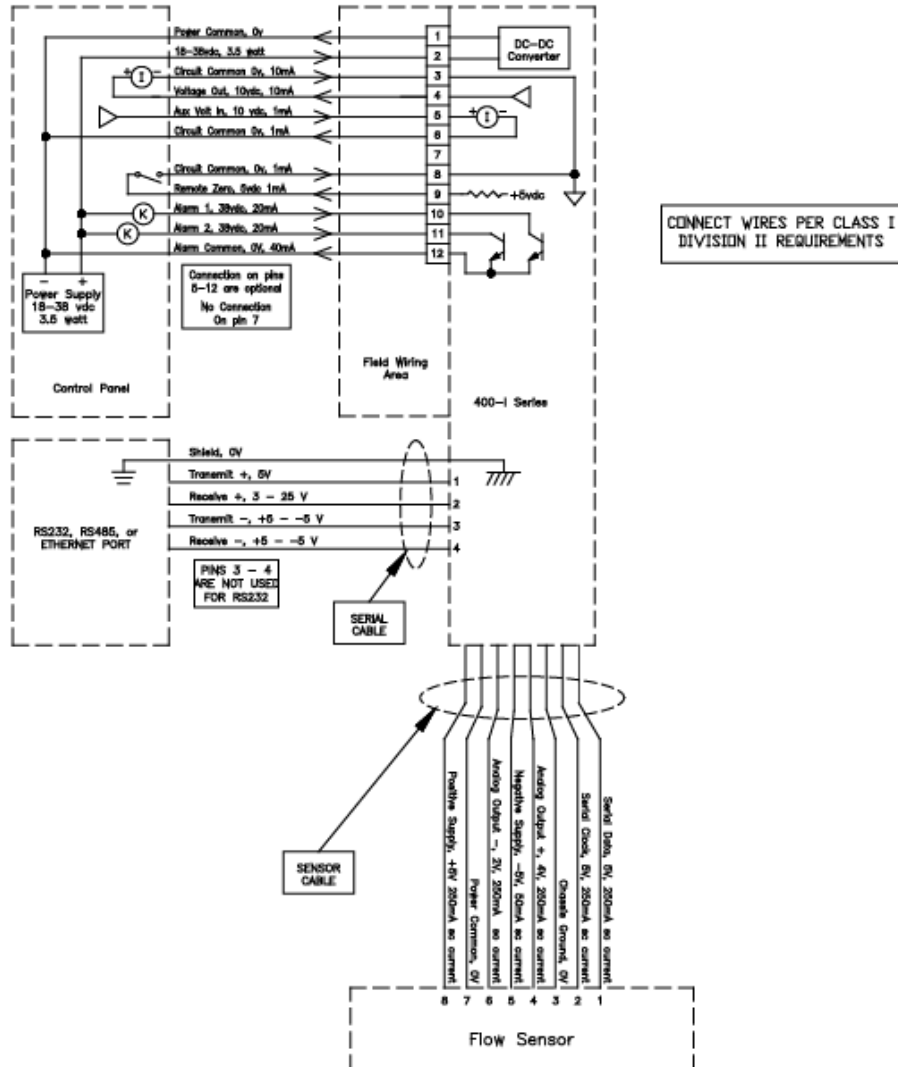 Power Common, 0v
18-38vdc, 3.5 watt
Circuit Common 0v, 10mA
Voltage Out, 10vdc, 10mA
Aux Volt In, 10 vdc, 1mA
Circuit Common 0v, 1mA
Circuit Common, 0v, 1mA
Remote Zero, 5vdc 1mA
Alarm 1, 38vdc, 20mA
Alarm 2, 38vdc, 20mA
Alarm Common, 0V, 40mA
1
2
3
4
5
6
7
8
9
10
11
12
DC-DC
Converter
+ I -
+ I -
+5vdc
K
K
- +
Power Supply
18-38 vdc
3.5 watt
Connection on pins
5-12 are optional
No Connection
On pin 7
Control Panel
Field Wiring
Area
400-I Series
CONNECT WIRES PER CLASS I
DIVISION II REQUIREMENTS
Shield, 0V
Transmit +, 5V
Receive +, 3 - 25 V
Transmit -, +5 - -5 V
Receive -, +5 - -5 V
1
2
3
4
RS232, RS485, or
ETHERNET PORT
PINS 3 - 4
ARE NOT USED
FOR RS232
SERIAL
CABLE
SENSOR
CABLE
Positive Supply, +5V 250mA sc current
Power Common, 0V
Analog Output -, 2V, 250mA sc current
Negative Supply, -5V, 50mA sc current
Analog Output +, 4V, 250mA sc current
Chassis Ground, 0V
Serial Clock, 5V, 250mA sc current
Serial Data, 5V, 250mA sc current
8 7 6 5 4 3 2 1
Flow Sensor